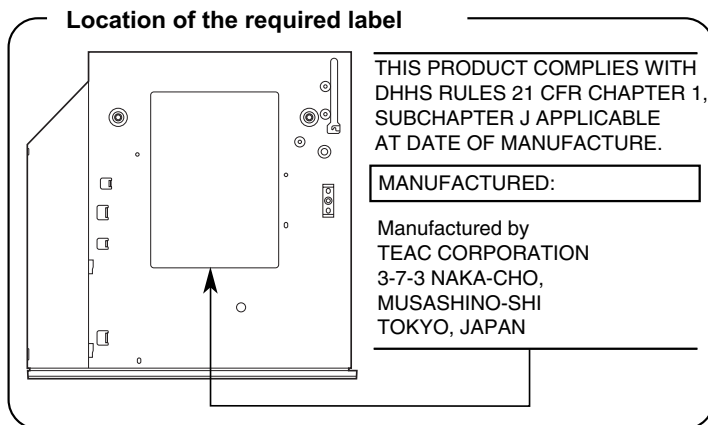 Location of the required label
THIS PRODUCT COMPLIES WITH
DHHS RULES 21 CFR CHAPTER 1,
SUBCHAPTER J APPLICABLE
AT DATE OF MANUFACTURE.
MANUFACTURED:
Manufactured by
TEAC CORPORATION
3-7-3 NAKA-CHO,
MUSASHINO-SHI
TOKYO, JAPAN